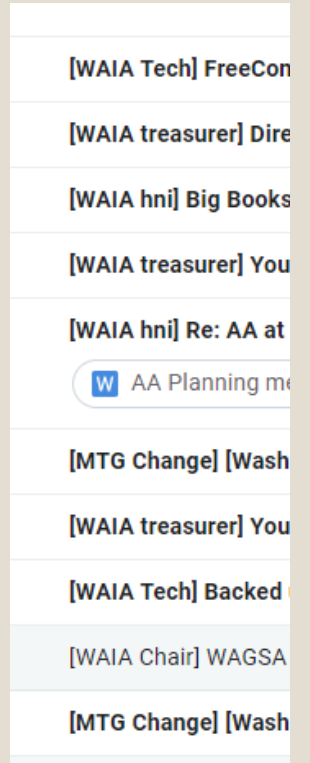 [WAIA Tech] FreeCon
[WAIA treasurer] Dire
[WAIA hni] Big Books
[WAIA treasurer] You
[WAIA hni] Re: AA at
W AA Planning me
[MTG Change] [Wash
[WAIA treasurer] You
[WAIA Tech] Backed
[WAIA Chair] WAGSA
[MTG Change] [Wash